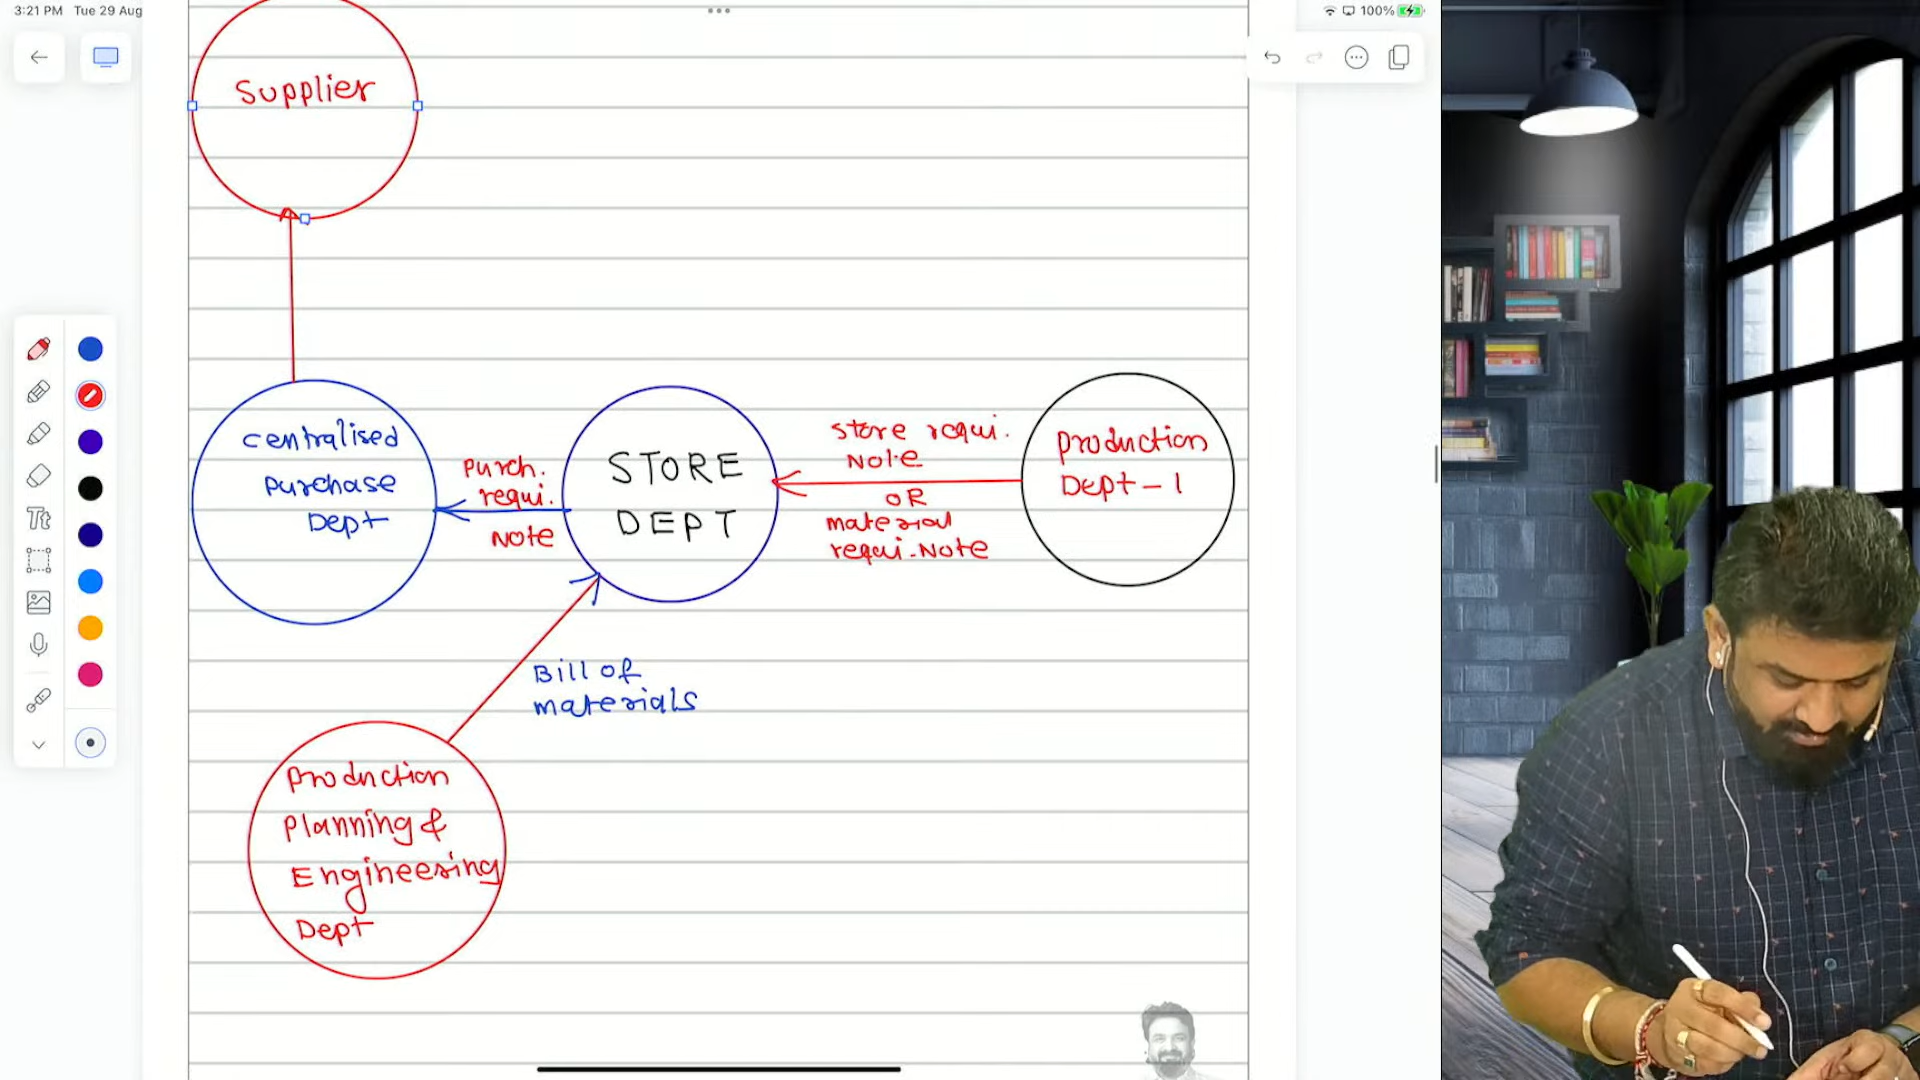 3:21 PM Tue 29 Aug
100%
Supplier
centralised
purchase
Dept
purch.
requi.
Note
STORE
DEPT
store requi.
Note
OR
material
requi. Note
production
Dept - 1
Bill of
materials
production
planning &
Engineering
Dept
Tt